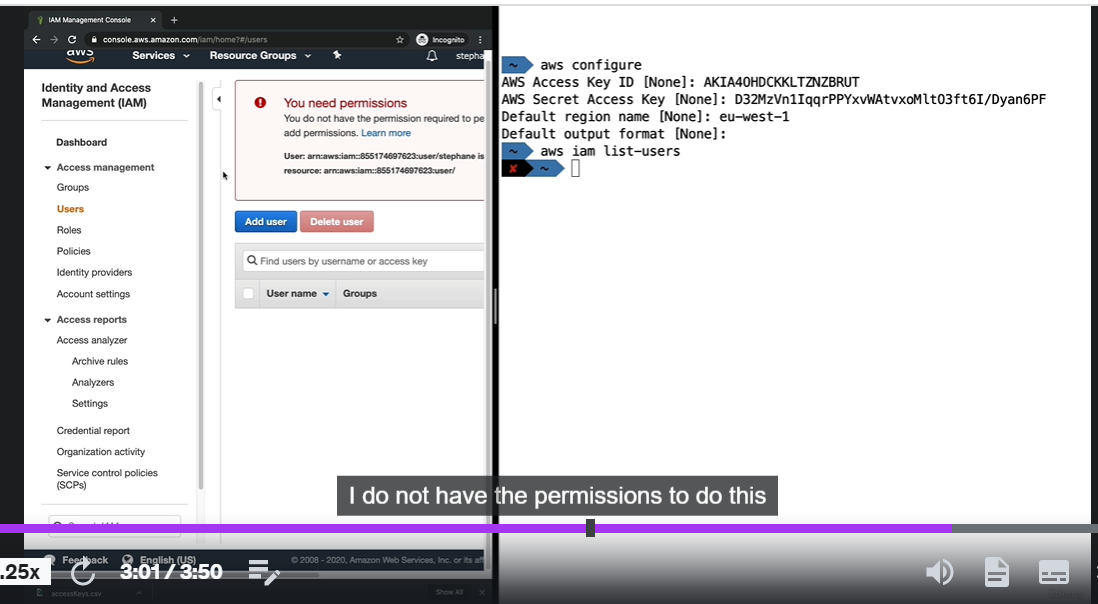 IAM Management Console
console.aws.amazon.com/iam/home?#/users
Incognito
aws
Services
Resource Groups
stepha
Identity and Access
Management (IAM)
Dashboard
Access management
Groups
Users
Roles
Policies
Identity providers
Account settings
Access reports
Access analyzer
Archive rules
Analyzers
Settings
Credential report
Organization activity
Service control policies
(SCPs)
You need permissions
You do not have the permission required to pe
add permissions. Learn more
User: arn:aws:iam::855174697623:user/stephane is
resource: arn:aws:iam::855174697623:user/
Add user
Delete user
Find users by username or access key
User name
Groups
~ aws configure
AWS Access Key ID [None]: AKIA4OHDCKKLTZNZBRUT
AWS Secret Access Key [None]: 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
Default region name [None]: eu-west-1
Default output format [None]:
~ aws iam list-users
✘ ~
I do not have the permissions to do this
Feedback
English (US)
© 2008 - 2020, Amazon Web Services, Inc. or its aff
.25x
3:01 / 3:50
accessKeys.csv
Show All